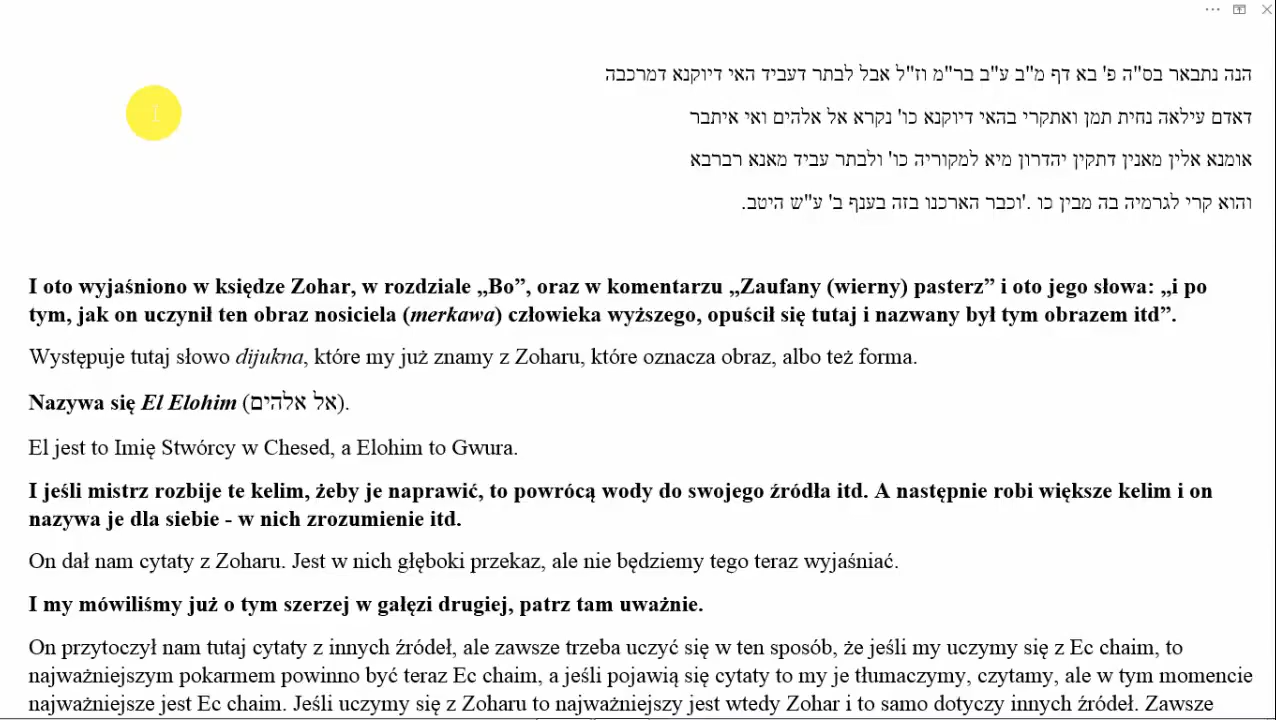 הנה נתבאר בס"ה פ' בא דף מ"ב ע"ב בר"מ וז"ל אבל לבתר דעביד האי דיוקנא דמרכבה
דאדם עילאה נחית תמן ואתקרי בהאי דיוקנא כו' נקרא אל אלהים ואי איתבר
אומנא אלין מאנין דתקין יהדרון מיא למקוריה כו' ולבתר עביד מאנא רברבא
והוא קרי לגרמיה בה מבין כו .'וכבר הארכנו בזה בענף ב' ע"ש היטב.
I oto wyjaśniono w księdze Zohar, w rozdziale „Bo”, oraz w komentarzu „Zaufany (wierny) pasterz” i oto jego słowa: „i po
tym, jak on uczynił ten obraz nosiciela (merkawa) człowieka wyższego, opuścił się tutaj i nazwany był tym obrazem itd”.
Występuje tutaj słowo dijukna, które my już znamy z Zoharu, które oznacza obraz, albo też forma.
Nazywa się El Elohim (אל אלהים).
El jest to Imię Stwórcy w Chesed, a Elohim to Gwura.
I jeśli mistrz rozbije te kelim, żeby je naprawić, to powrócą wody do swojego źródła itd. A następnie robi większe kelim i on
nazywa je dla siebie - w nich zrozumienie itd.
On dał nam cytaty z Zoharu. Jest w nich głęboki przekaz, ale nie będziemy tego teraz wyjaśniać.
I my mówiliśmy już o tym szerzej w gałęzi drugiej, patrz tam uważnie.
On przytoczył nam tutaj cytaty z innych źródeł, ale zawsze trzeba uczyć się w ten sposób, że jeśli my uczymy się z Ec chaim, to
najważniejszym pokarmem powinno być teraz Ec chaim, a jeśli pojawią się cytaty to my je tłumaczymy, czytamy, ale w tym momencie
najważniejsze jest Ec chaim. Jeśli uczymy się z Zoharu to najważniejszy jest wtedy Zohar i to samo dotyczy innych źródeł. Zawsze